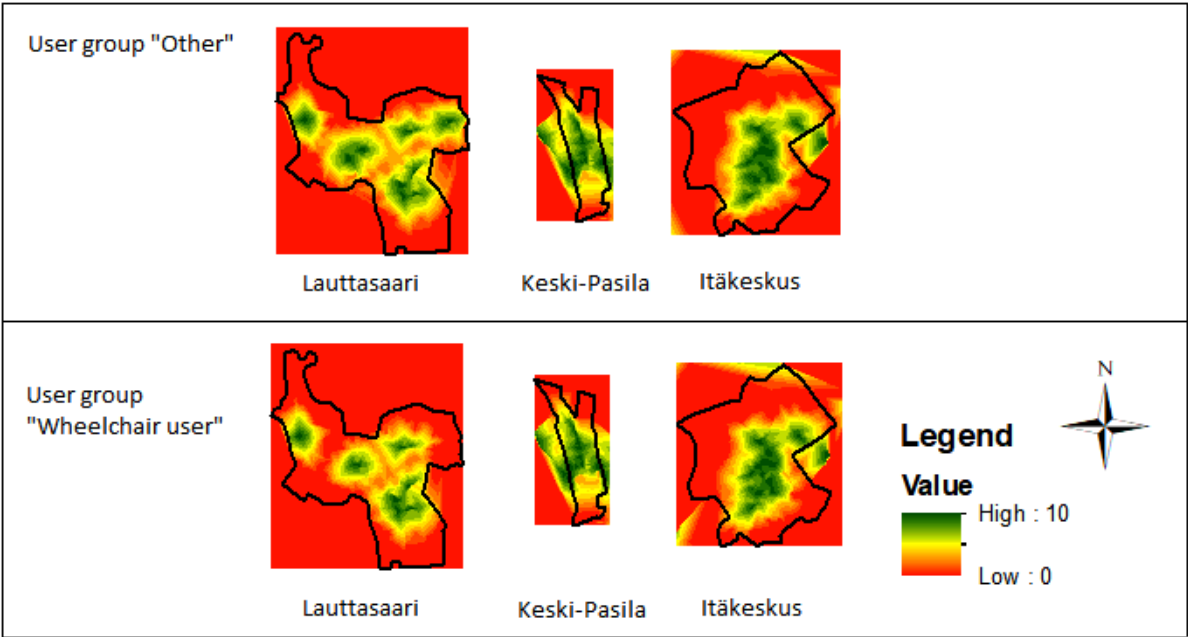 User group "Other"
Lauttasaari
Keski-Pasila
Itäkeskus
User group
"Wheelchair user"
N
Legend
Value
High : 10
Low : 0
Lauttasaari
Keski-Pasila
Itäkeskus